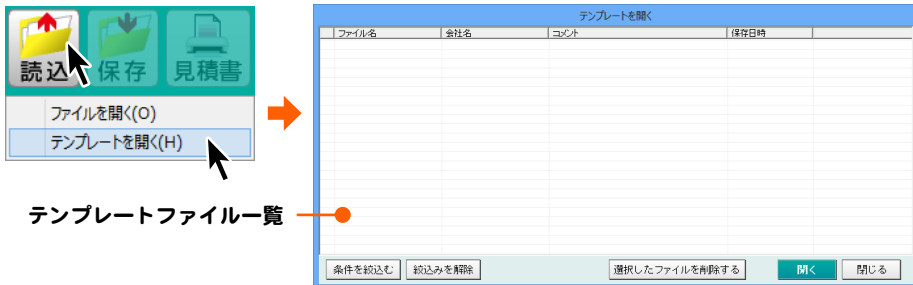 読込
保存
見積書
ファイルを開く(O)
テンプレートを開く(H)
テンプレートファイル一覧
テンプレートを開く
ファイル名 会社名 コメント 保存日時
条件を絞込む 絞込みを解除 選択したファイルを削除する 開く 閉じる